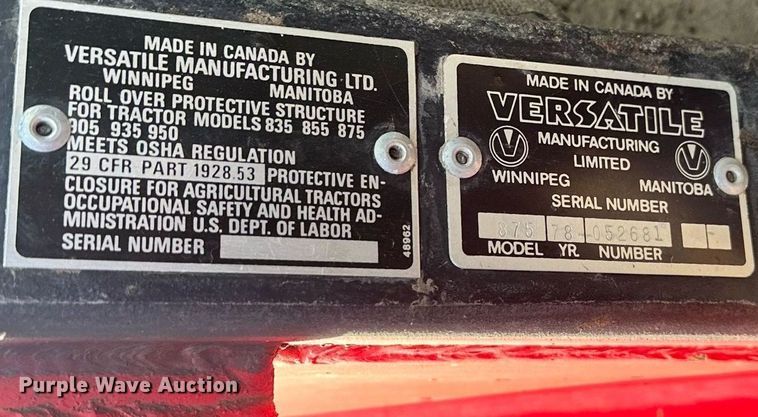 MADE IN CANADA BY
VERSATILE MANUFACTURING LTD.
WINNIPEG MANITOBA
ROLL OVER PROTECTIVE STRUCTURE
FOR TRACTOR MODELS 835 855 875
905 935 950
MEETS OSHA REGULATION
29 CFR PART 1928.53 PROTECTIVE EN-
CLOSURE FOR AGRICULTURAL TRACTORS
OCCUPATIONAL SAFETY AND HEALTH AD-
MINISTRATION U.S. DEPT. OF LABOR
SERIAL NUMBER
48962
MADE IN CANADA BY
VERSATILE
MANUFACTURING
LIMITED
WINNIPEG MANITOBA
SERIAL NUMBER
875 78-052681 -
MODEL YR. NUMBER
Purple Wave Auction